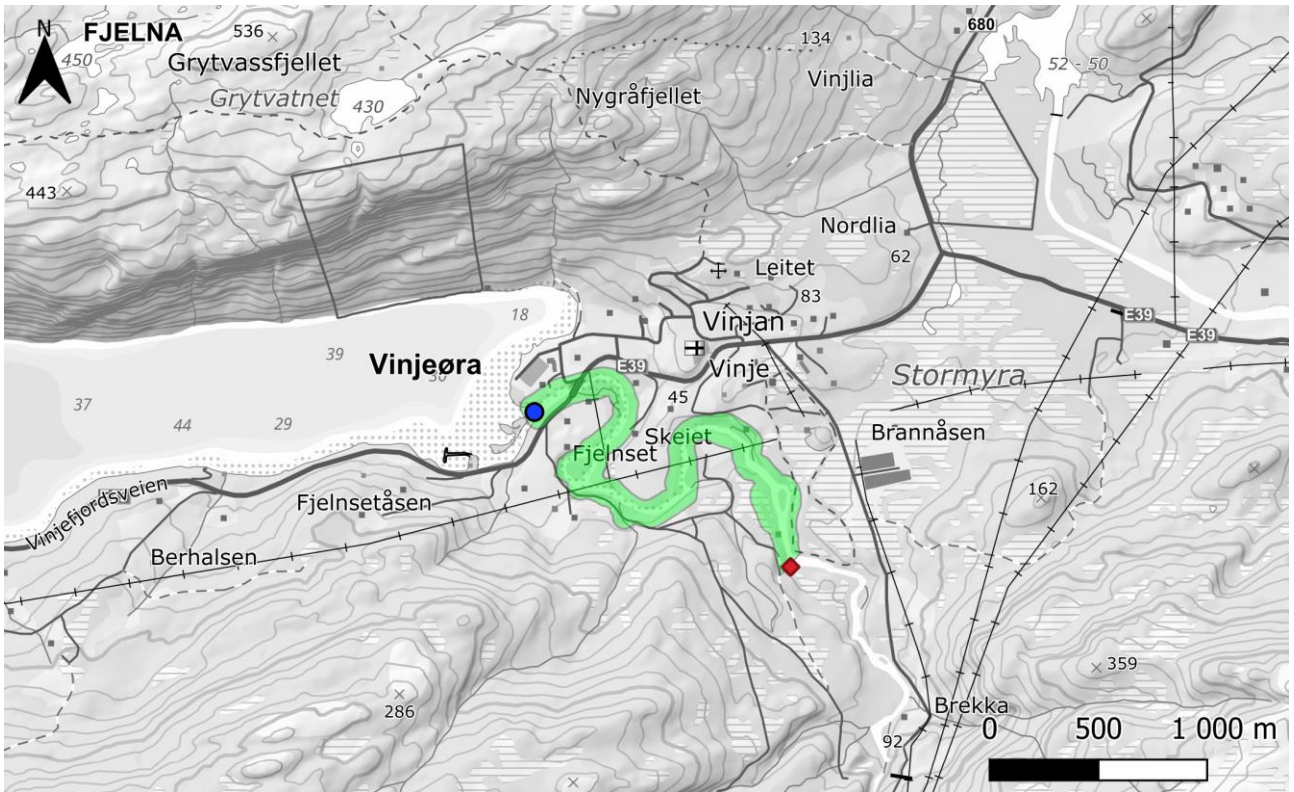 N
FJELNA
536
680
450
Grytvassfjellet
134
52 - 50
Vinjlia
Grytvatnet
430
Nygråfjellet
443
Nordlia
62
Leitet
83
18
Vinjan
E39
E39
39
Vinjeøra
30
E39
Vinje
Stormyra
37
45
44
29
Skeiet
Brannåsen
Fjelnset
Vinjefjordsveien
Fjelnsetåsen
162
Berhalsen
359
286
Brekka
0 500 1 000 m
92